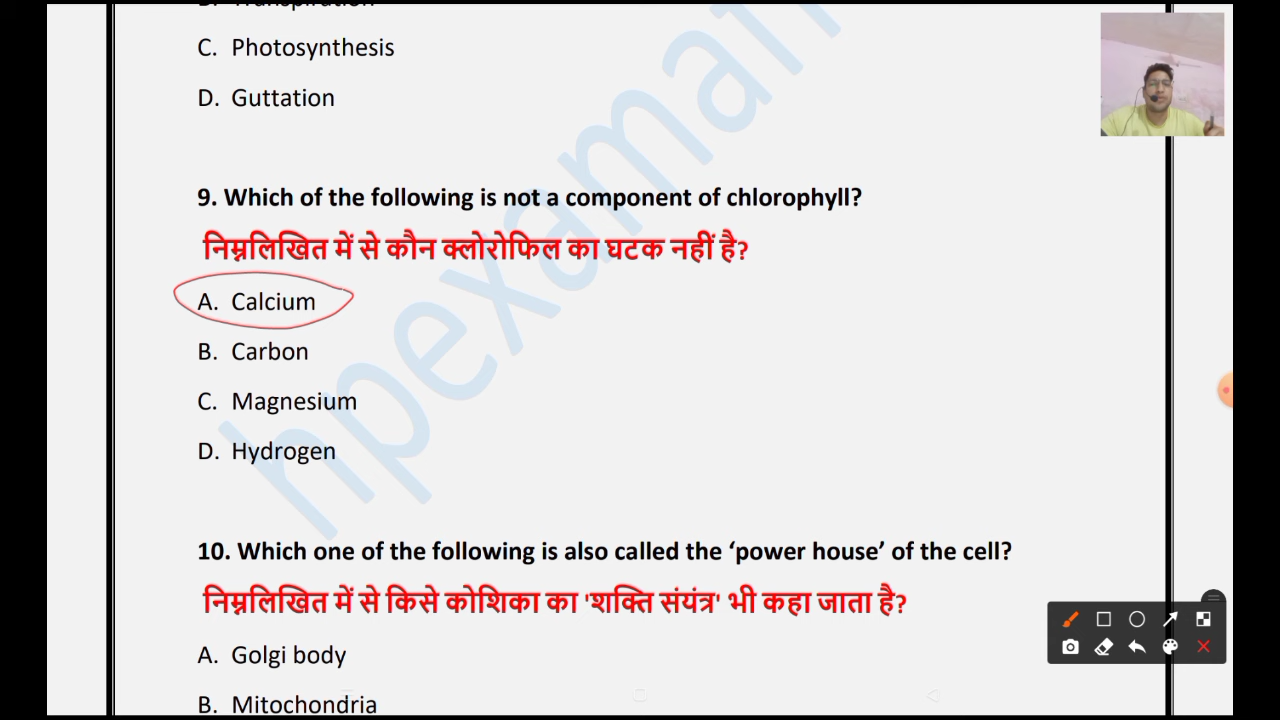 B. Transpiration
C. Photosynthesis
D. Guttation
9. Which of the following is not a component of chlorophyll?
निम्नलिखित में से कौन क्लोरोफिल का घटक नहीं है?
A. Calcium
B. Carbon
C. Magnesium
D. Hydrogen
10. Which one of the following is also called the ‘power house’ of the cell?
निम्नलिखित में से किसे कोशिका का 'शक्ति संयंत्र' भी कहा जाता है?
A. Golgi body
B. Mitochondria
hpexam